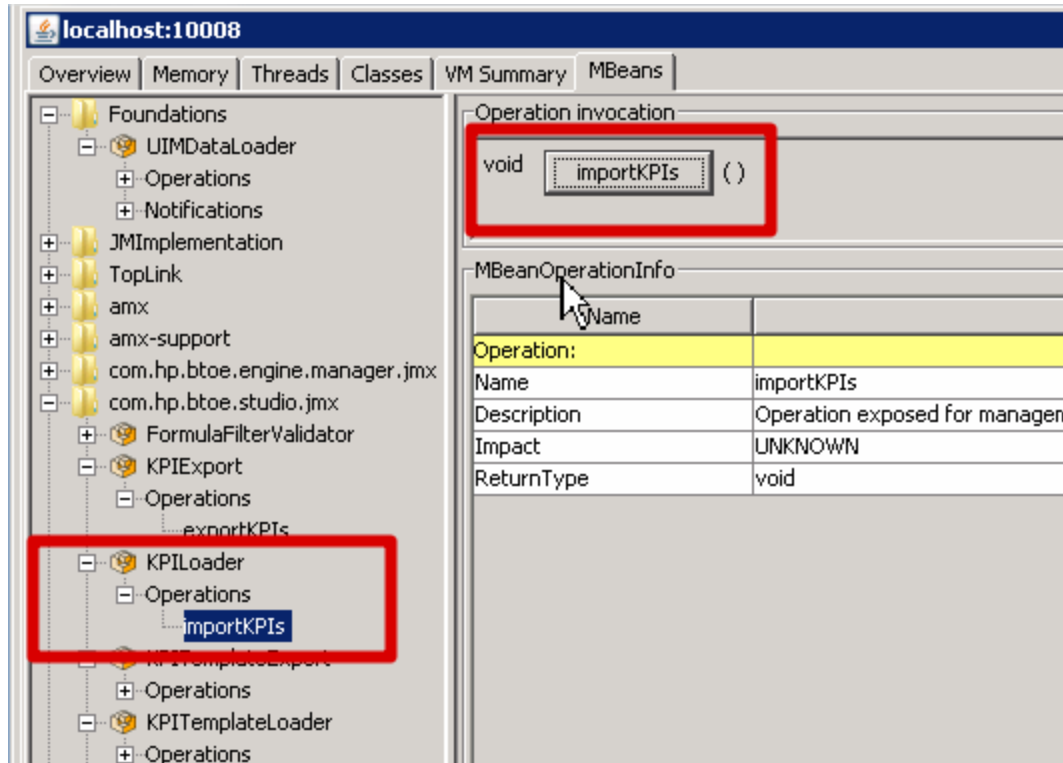 localhost:10008
Overview Memory Threads Classes VM Summary MBeans
Foundations
UIMDataLoader
Operations
Notifications
JMImplementation
TopLink
amx
amx-support
com.hp.btoe.engine.manager.jmx
com.hp.btoe.studio.jmx
FormulaFilterValidator
KPIExport
Operations
exportKPIs
KPILoader
Operations
importKPIs
KPITemplateExport
Operations
KPITemplateLoader
Operations
Operation invocation
void importKPIs ( )
MBeanOperationInfo
Name
Operation:
Name importKPIs
Description Operation exposed for managem
Impact UNKNOWN
ReturnType void